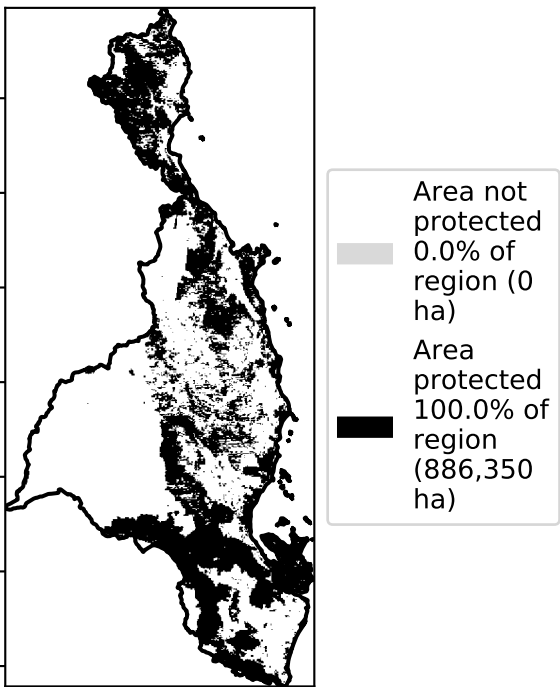 Area not
protected
0.0% of
region (0
ha)
Area
protected
100.0% of
region
(886,350
ha)